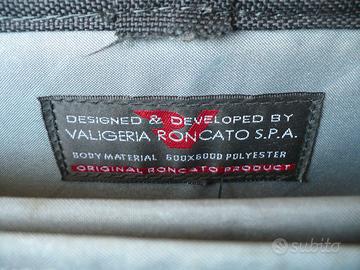 DESIGNED & DEVELOPED BY
VALIGERIA RONCATO S.P.A.
BODY MATERIAL 600X600D POLYESTER
ORIGINAL RONCATO PRODUCT
subito